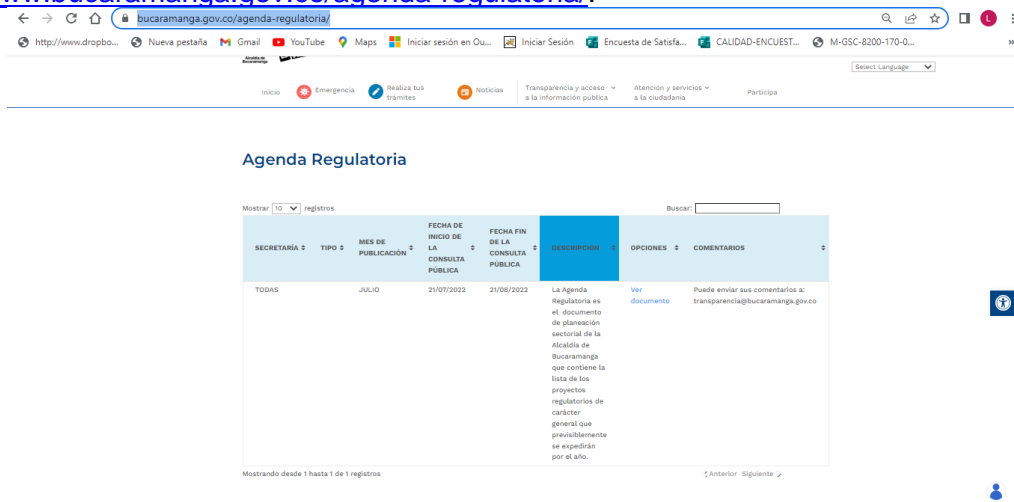 www.bucaramanga.gov.co/agenda-regulatoria/.
bucaramanga.gov.co/agenda-regulatoria/
L
http://www.dropbo...
Nueva pestaña
Gmail
YouTube
Maps
Iniciar sesión en Ou...
Iniciar Sesión
Encuesta de Satisfa...
CALIDAD-ENCUEST...
M-GSC-8200-170-0...
»
Alcaldía de
Bucaramanga
Select Language
Inicio
Emergencia
Realiza tus
trámites
Noticias
Transparencia y acceso
a la información pública
Atención y servicios
a la ciudadanía
Participa
Agenda Regulatoria
Mostrar 10 registros
Buscar:
SECRETARÍA
TIPO
MES DE
PUBLICACIÓN
FECHA DE
INICIO DE
LA
CONSULTA
PÚBLICA
FECHA FIN
DE LA
CONSULTA
PÚBLICA
DESCRIPCIÓN
OPCIONES
COMENTARIOS
TODAS
JULIO
21/07/2022
21/08/2022
La Agenda
Regulatoria es
el documento
de planeación
sectorial de la
Alcaldía de
Bucaramanga
que contiene la
lista de los
proyectos
regulatorios de
carácter
general que
previsiblemente
se expedirán
por el año.
Ver
documento
Puede enviar sus comentarios a:
transparencia@bucaramanga.gov.co
Mostrando desde 1 hasta 1 de 1 registros
Anterior Siguiente